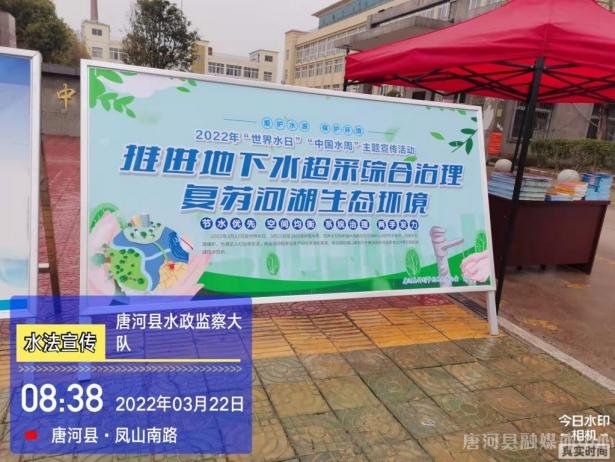 中
爱护水源 保护环境
2022年“世界水日”“中国水周”主题宣传活动
推进地下水超采综合治理
复苏河湖生态环境
节水优先 空间均衡 系统治理 两手发力
水法宣传
唐河县水政监察大队
08:38 2022年03月22日
唐河县·凤山南路
今日水印
相机
真实时间
唐河县融媒